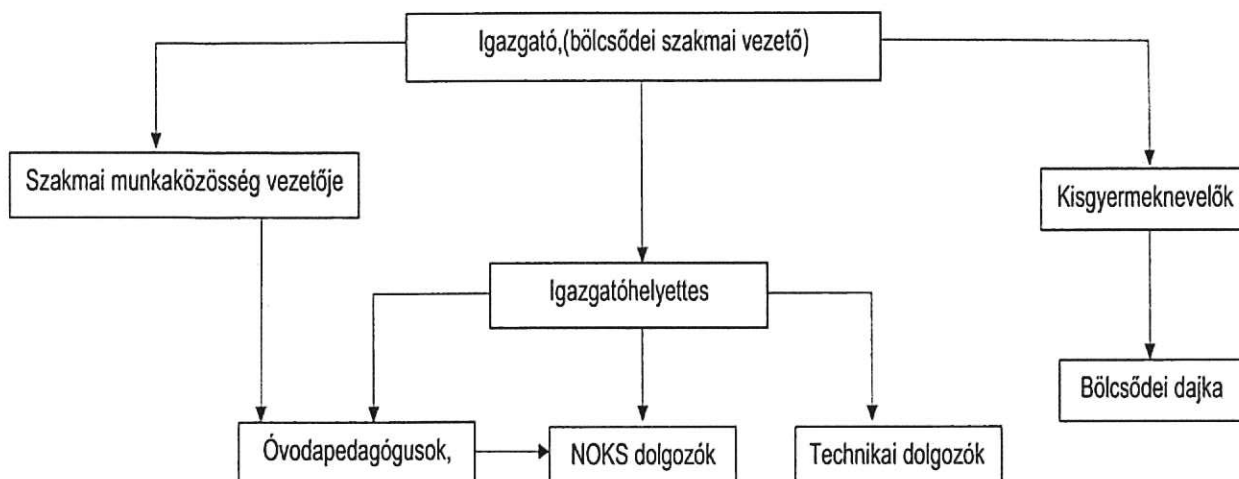 Igazgató,(bölcsődei szakmai vezető)
Szakmai munkaközösség vezetője
Kisgyermeknevelők
Igazgatóhelyettes
Bölcsődei dajka
Óvodapedagógusok,
NOKS dolgozók
Technikai dolgozók